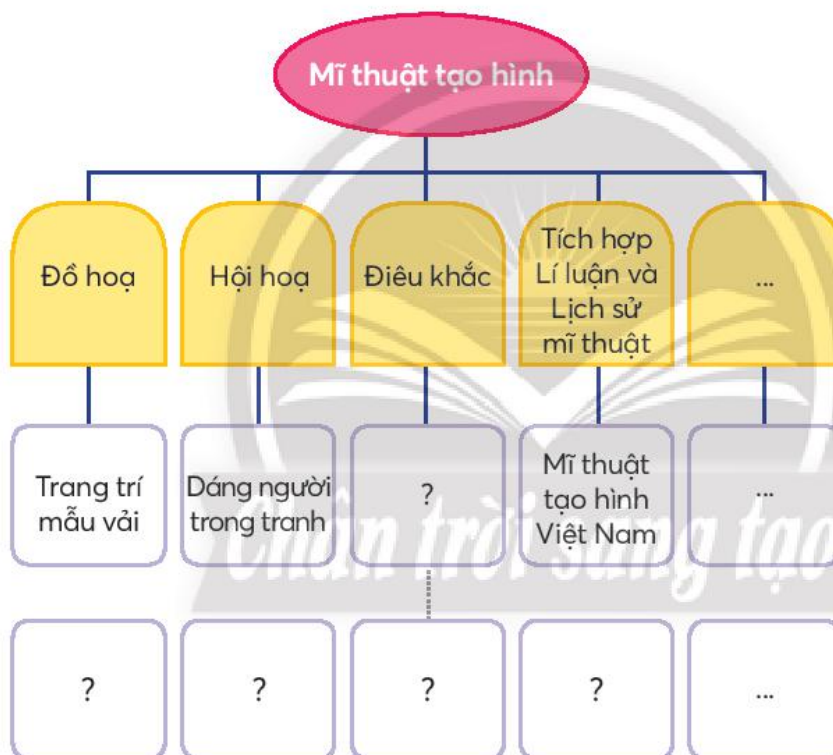 Mĩ thuật tạo hình
Đồ hoạ
Hội hoạ
Điêu khắc
Tích hợp
Lí luận và
Lịch sử
mĩ thuật
...
Trang trí
mẫu vải
Dáng người
trong tranh
?
Mĩ thuật
tạo hình
Việt Nam
...
Chân trời sáng tạo
?
?
?
?
...